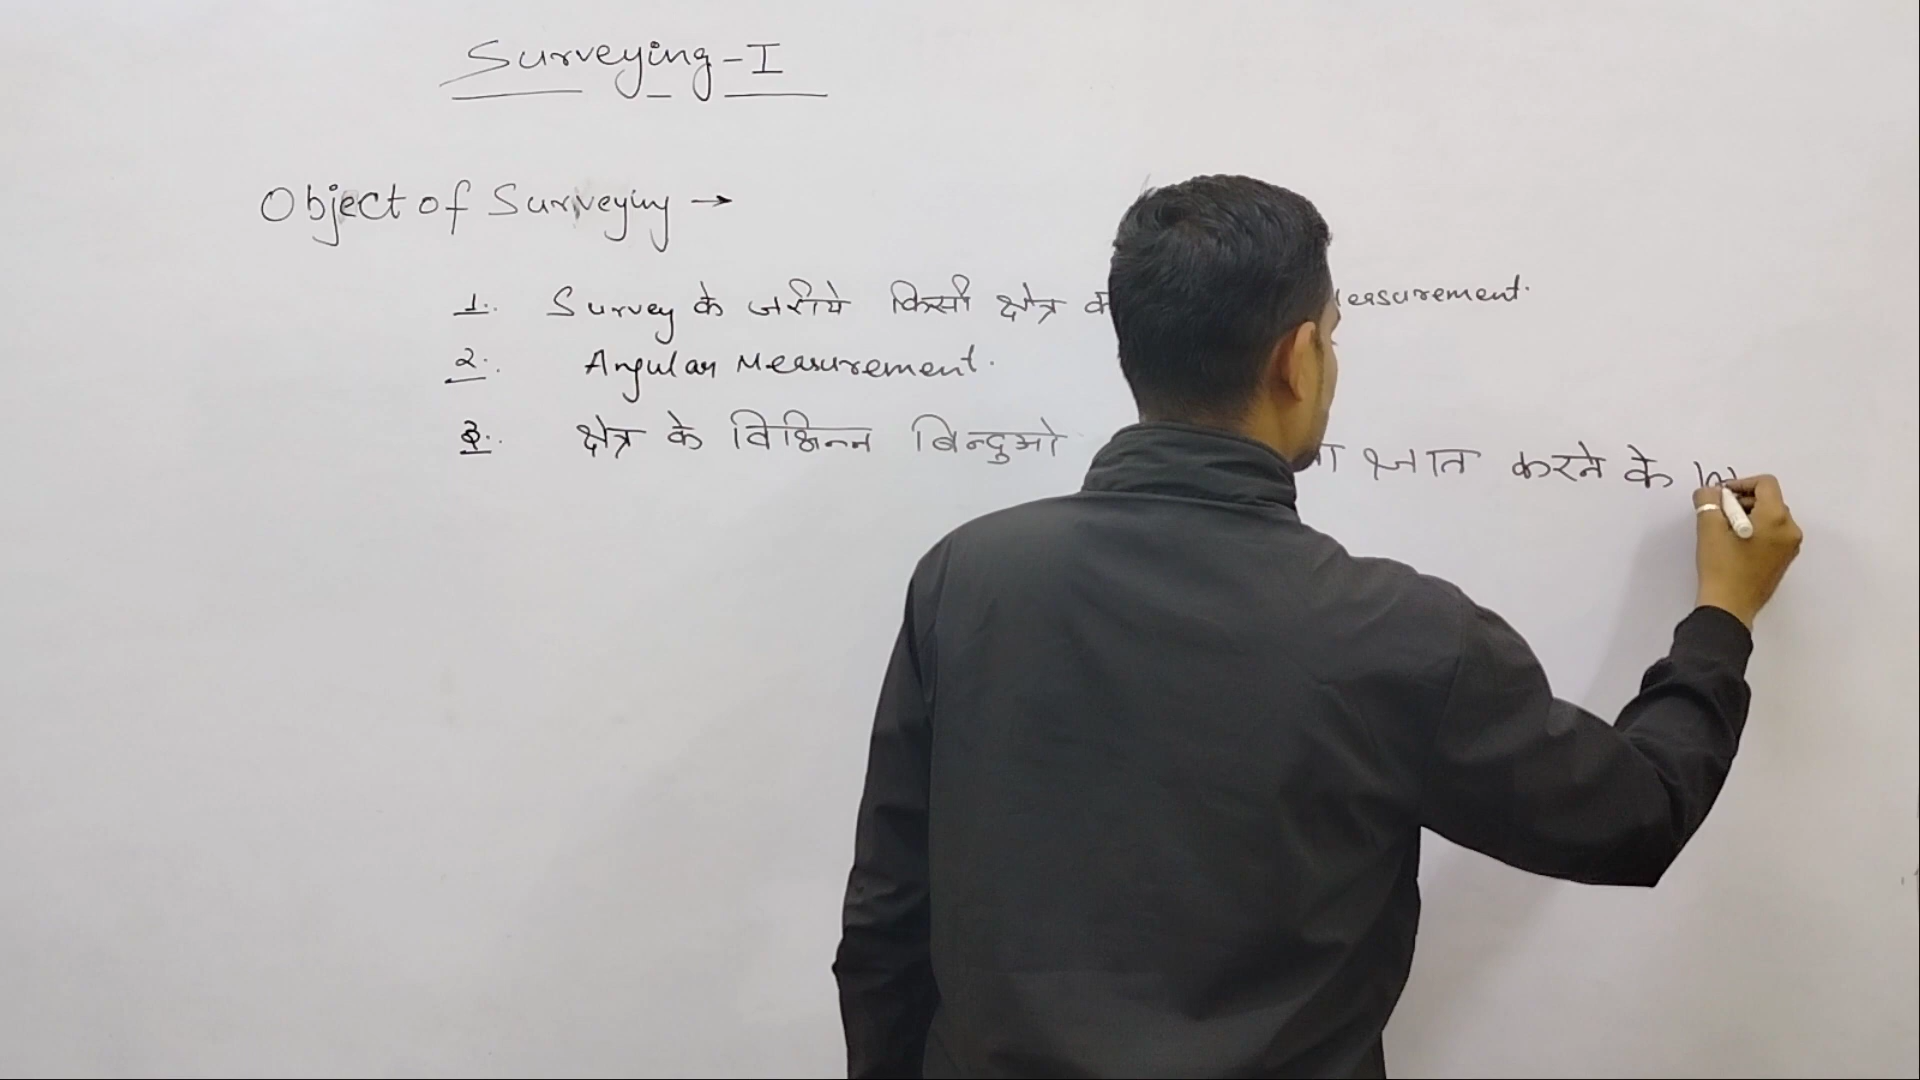 Surveying-I
Object of Surveying →
1. Survey के जरीये किसी क्षेत्र measurement.
2. Angular Measurement.
3. क्षेत्र के विभिन्न बिन्दुओ ज्ञात करने के